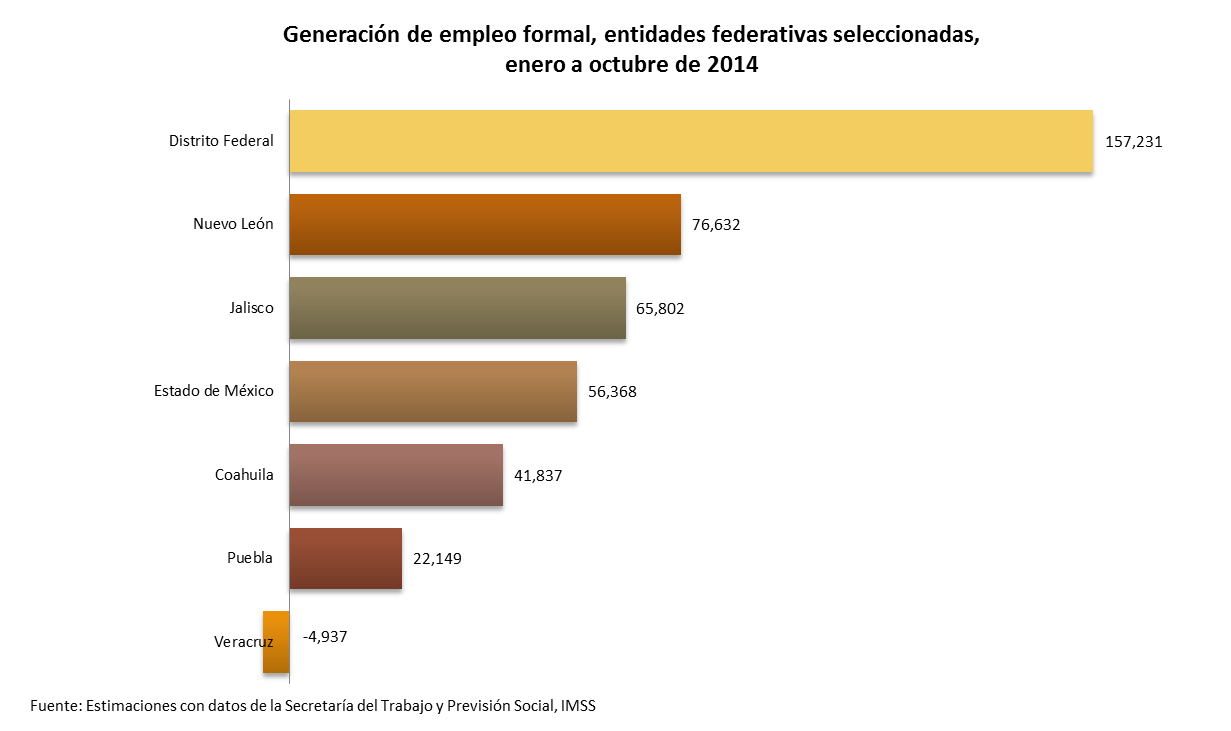 Generación de empleo formal, entidades federativas seleccionadas,
enero a octubre de 2014
Distrito Federal
157,231
Nuevo León
76,632
Jalisco
65,802
Estado de México
56,368
Coahuila
41,837
Puebla
22,149
Veracruz
-4,937
Fuente: Estimaciones con datos de la Secretaría del Trabajo y Previsión Social, IMSS